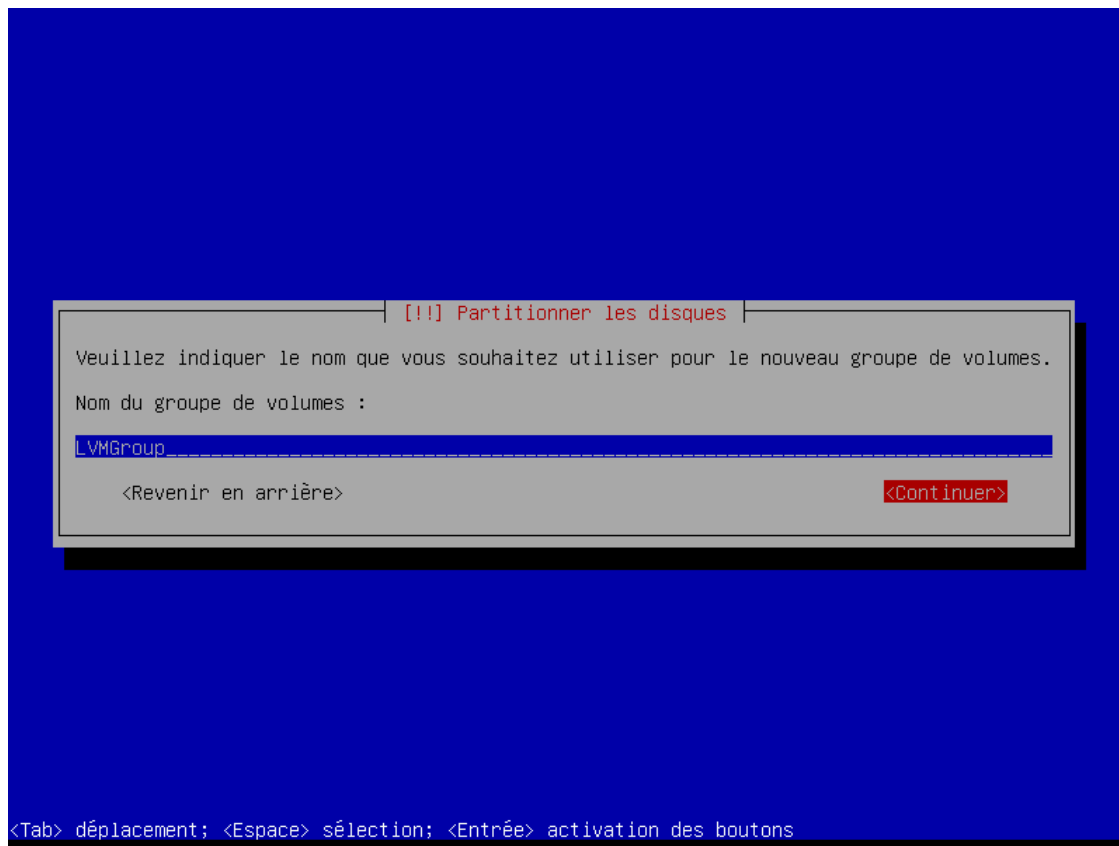 [!!] Partitionner les disques
Veuillez indiquer le nom que vous souhaitez utiliser pour le nouveau groupe de volumes.
Nom du groupe de volumes :
LVMGroup
<Revenir en arrière> <Continuer>
<Tab> déplacement; <Espace> sélection; <Entrée> activation des boutons